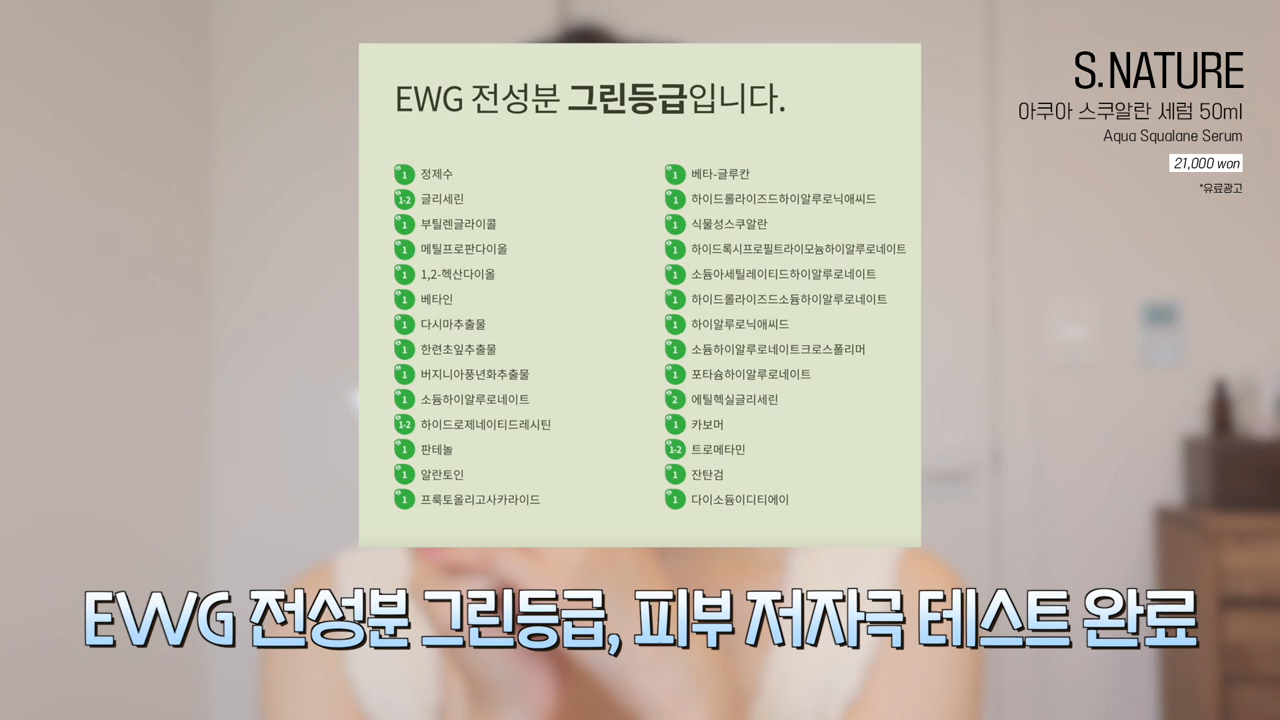 EWG 전성분 그린등급입니다.
1 정제수
1-2 글리세린
1 부틸렌글라이콜
1 메틸프로판다이올
1 1,2-헥산다이올
1 베타인
1 다시마추출물
1 한련초잎추출물
1 버지니아풍년화추출물
1 소듐하이알루로네이트
1-2 하이드로제네이티드레시틴
1 판테놀
1 알란토인
1 프룩토올리고사카라이드
1 베타-글루칸
1 하이드롤라이즈드하이알루로닉애씨드
1 식물성스쿠알란
1 하이드록시프로필트라이모늄하이알루로네이트
1 소듐아세틸레이티드하이알루로네이트
1 하이드롤라이즈드소듐하이알루로네이트
1 하이알루로닉애씨드
1 소듐하이알루로네이트크로스폴리머
1 포타슘하이알루로네이트
2 에틸헥실글리세린
1 카보머
1-2 트로메타민
1 잔탄검
1 다이소듐이디티에이
S.NATURE
아쿠아 스쿠알란 세럼 50ml
Aqua Squalane Serum
21,000 won
*유료광고
EWG 전성분 그린등급, 피부 저자극 테스트 완료